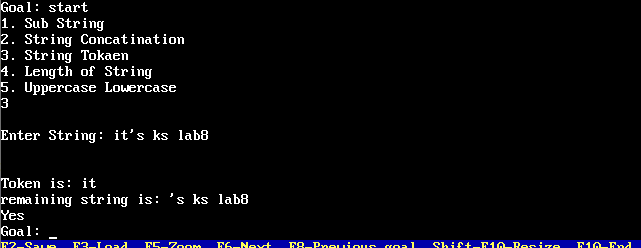 Goal: start
1. Sub String
2. String Concatination
3. String Tokaen
4. Length of String
5. Uppercase Lowercase
3
Enter String: it's ks lab8
Token is: it
remaining string is: 's ks lab8
Yes
Goal: _
F2-Save F3-Load F5-Zoom F6-Next F8-Previous goal Shift-F10-Resize F10-End